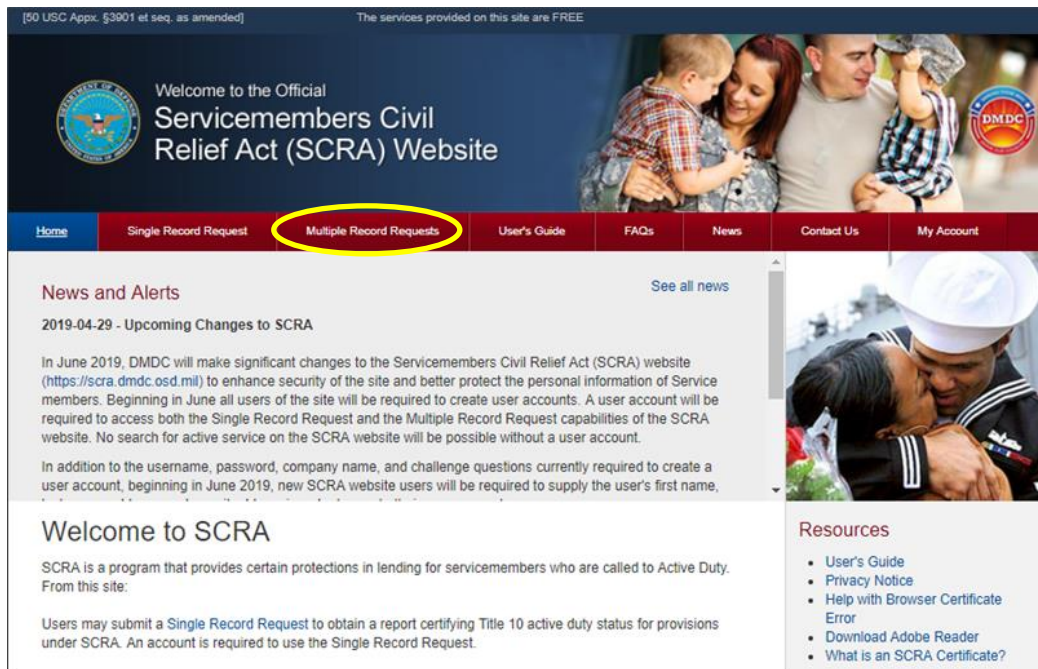 [50 USC Appx. §3901 et seq. as amended]
The services provided on this site are FREE
DEPARTMENT OF DEFENSE
UNITED STATES OF AMERICA
Welcome to the Official
Servicemembers Civil
Relief Act (SCRA) Website
DMDC
Home
Single Record Request
Multiple Record Requests
User's Guide
FAQs
News
Contact Us
My Account
News and Alerts
See all news
2019-04-29 - Upcoming Changes to SCRA
In June 2019, DMDC will make significant changes to the Servicemembers Civil Relief Act (SCRA) website
(https://scra.dmdc.osd.mil) to enhance security of the site and better protect the personal information of Service
members. Beginning in June all users of the site will be required to create user accounts. A user account will be
required to access both the Single Record Request and the Multiple Record Request capabilities of the SCRA
website. No search for active service on the SCRA website will be possible without a user account.
In addition to the username, password, company name, and challenge questions currently required to create a
user account, beginning in June 2019, new SCRA website users will be required to supply the user's first name,
Welcome to SCRA
SCRA is a program that provides certain protections in lending for servicemembers who are called to Active Duty.
From this site:
Users may submit a Single Record Request to obtain a report certifying Title 10 active duty status for provisions
under SCRA. An account is required to use the Single Record Request.
Resources
User's Guide
Privacy Notice
Help with Browser Certificate
Error
Download Adobe Reader
What is an SCRA Certificate?